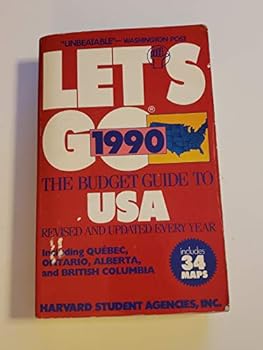 "UNBEATABLE"—WASHINGTON POST
LET'S
GO®
1990
THE BUDGET GUIDE TO
USA
REVISED AND UPDATED EVERY YEAR
Including QUÉBEC,
ONTARIO, ALBERTA,
and BRITISH COLUMBIA
includes
34
MAPS
HARVARD STUDENT AGENCIES, INC.